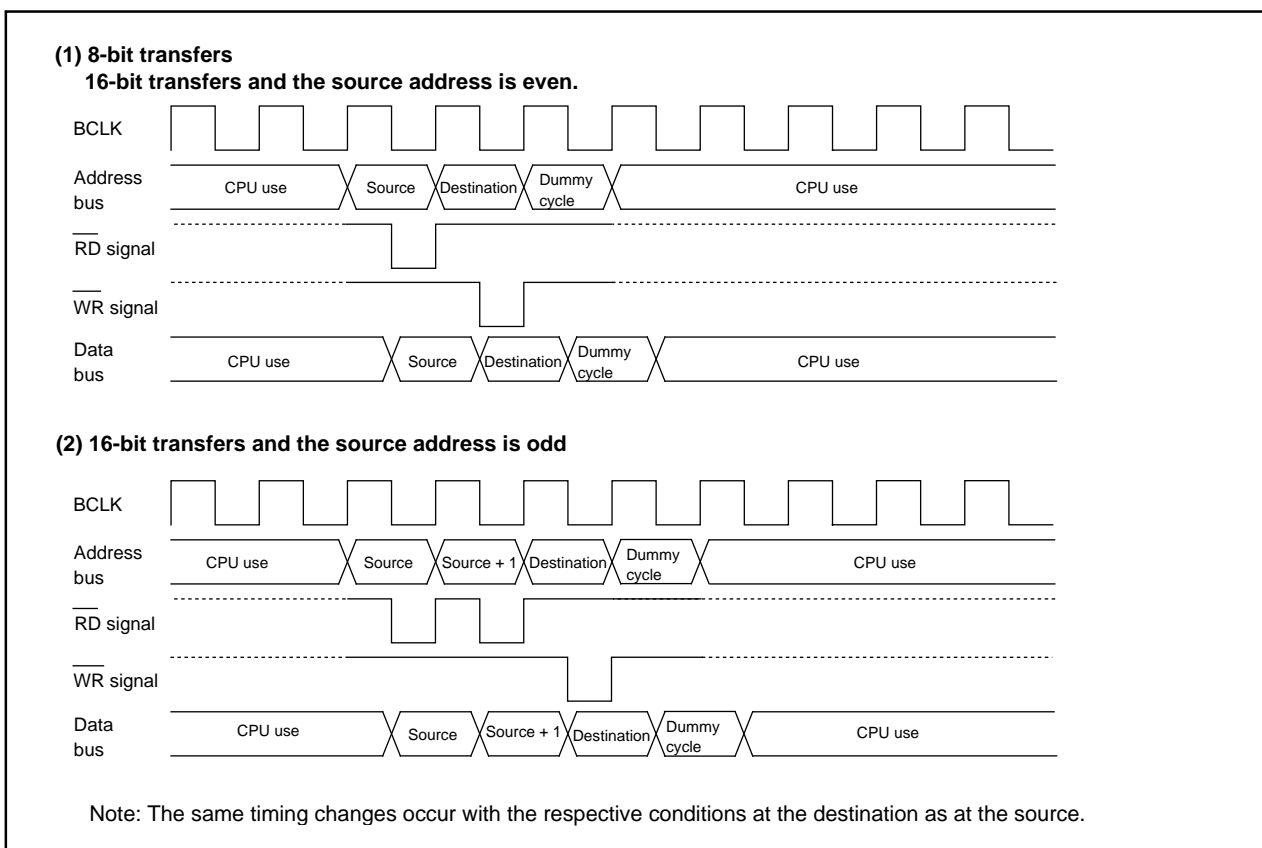 (1) 8-bit transfers
16-bit transfers and the source address is even.
BCLK
Address
bus
CPU use
Source
Destination
Dummy
cycle
CPU use
RD signal
WR signal
Data
bus
CPU use
Source
Destination
Dummy
cycle
CPU use
(2) 16-bit transfers and the source address is odd
BCLK
Address
bus
CPU use
Source
Source + 1
Destination
Dummy
cycle
CPU use
RD signal
WR signal
Data
bus
CPU use
Source
Source + 1
Destination
Dummy
cycle
CPU use
Note: The same timing changes occur with the respective conditions at the destination as at the source.